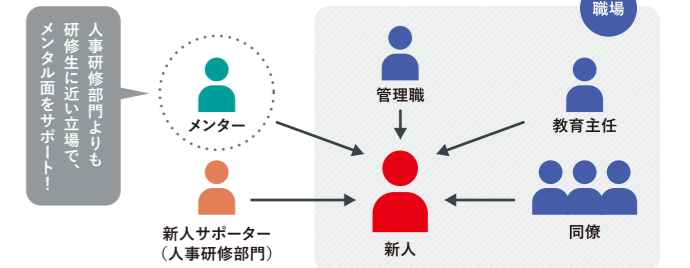 人事研修部門よりも
研修生に近い立場で、
メンタル面をサポート！
職場
メンター
管理職
教育主任
新人サポーター
（人事研修部門）
新人
同僚